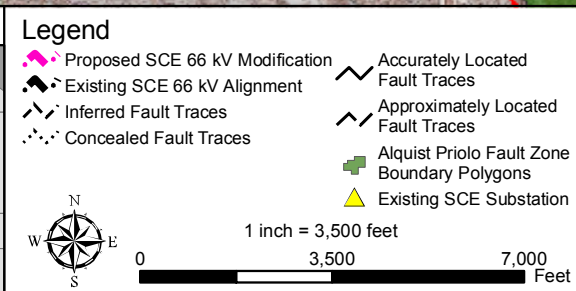 Legend
Proposed SCE 66 kV Modification
Existing SCE 66 kV Alignment
Inferred Fault Traces
Concealed Fault Traces
Accurately Located
Fault Traces
Approximately Located
Fault Traces
Alquist Priolo Fault Zone
Boundary Polygons
Existing SCE Substation
N
W
E
S
1 inch = 3,500 feet
0
3,500
7,000
Feet